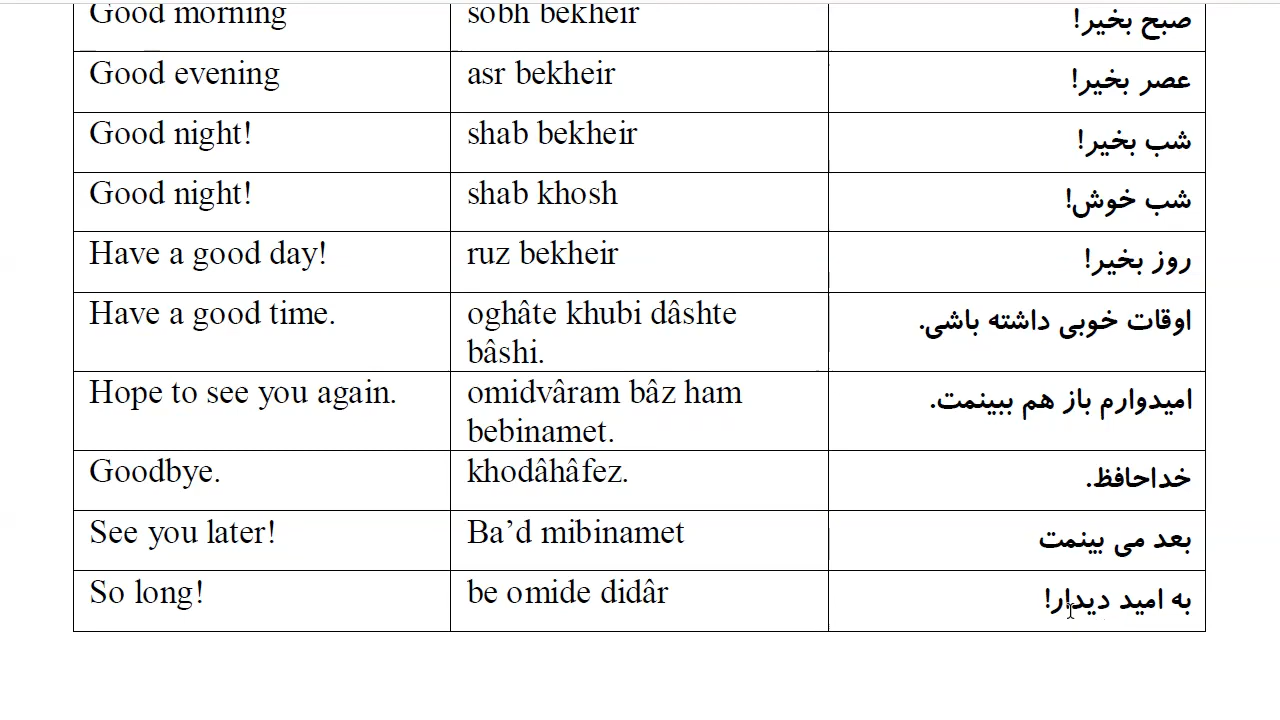 Good morning sobh bekheir صبح بخیر!
Good evening asr bekheir عصر بخیر!
Good night! shab bekheir شب بخیر!
Good night! shab khosh شب خوش!
Have a good day! ruz bekheir روز بخیر!
Have a good time. oghâte khubi dâshte اوقات خوبی داشته باشی.
bâshi.
Hope to see you again. omidvâram bâz ham امیدوارم باز هم ببینمت.
bebinamet.
Goodbye. khodâhâfez. خداحافظ.
See you later! Ba’d mibinamet بعد می بینمت
So long! be omide didâr به امید دیدار!